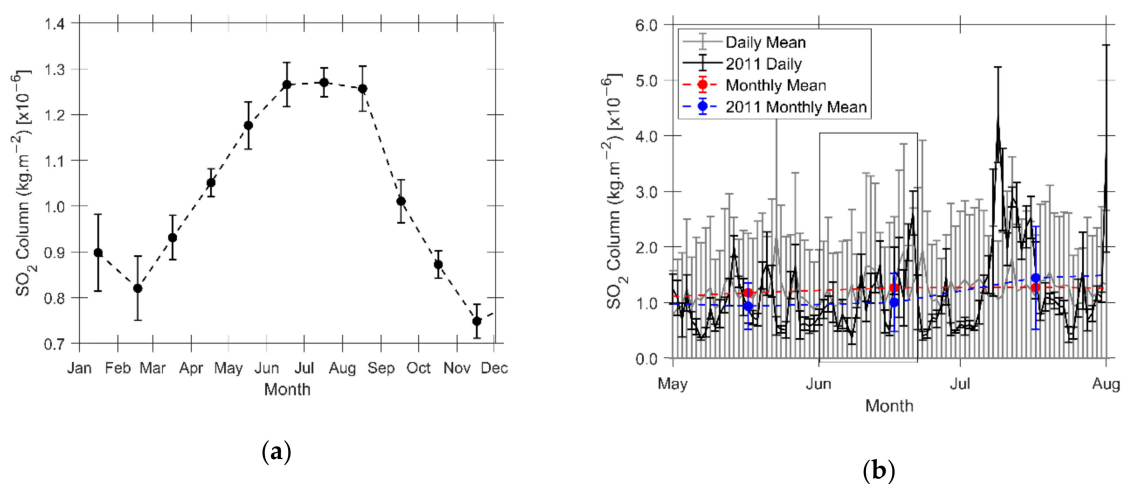 1.4
1.3
1.2
1.1
1.0
0.9
0.8
0.7
SO₂ Column (kg.m⁻²) [x10⁻⁶]
Jan Feb Mar Apr May Jun Jul Aug Sep Oct Nov Dec
Month
(a)
6.0
5.0
4.0
3.0
2.0
1.0
0.0
SO₂ Column (kg.m⁻²) [x10⁻⁶]
Daily Mean
2011 Daily
Monthly Mean
2011 Monthly Mean
May Jun Jul Aug
Month
(b)